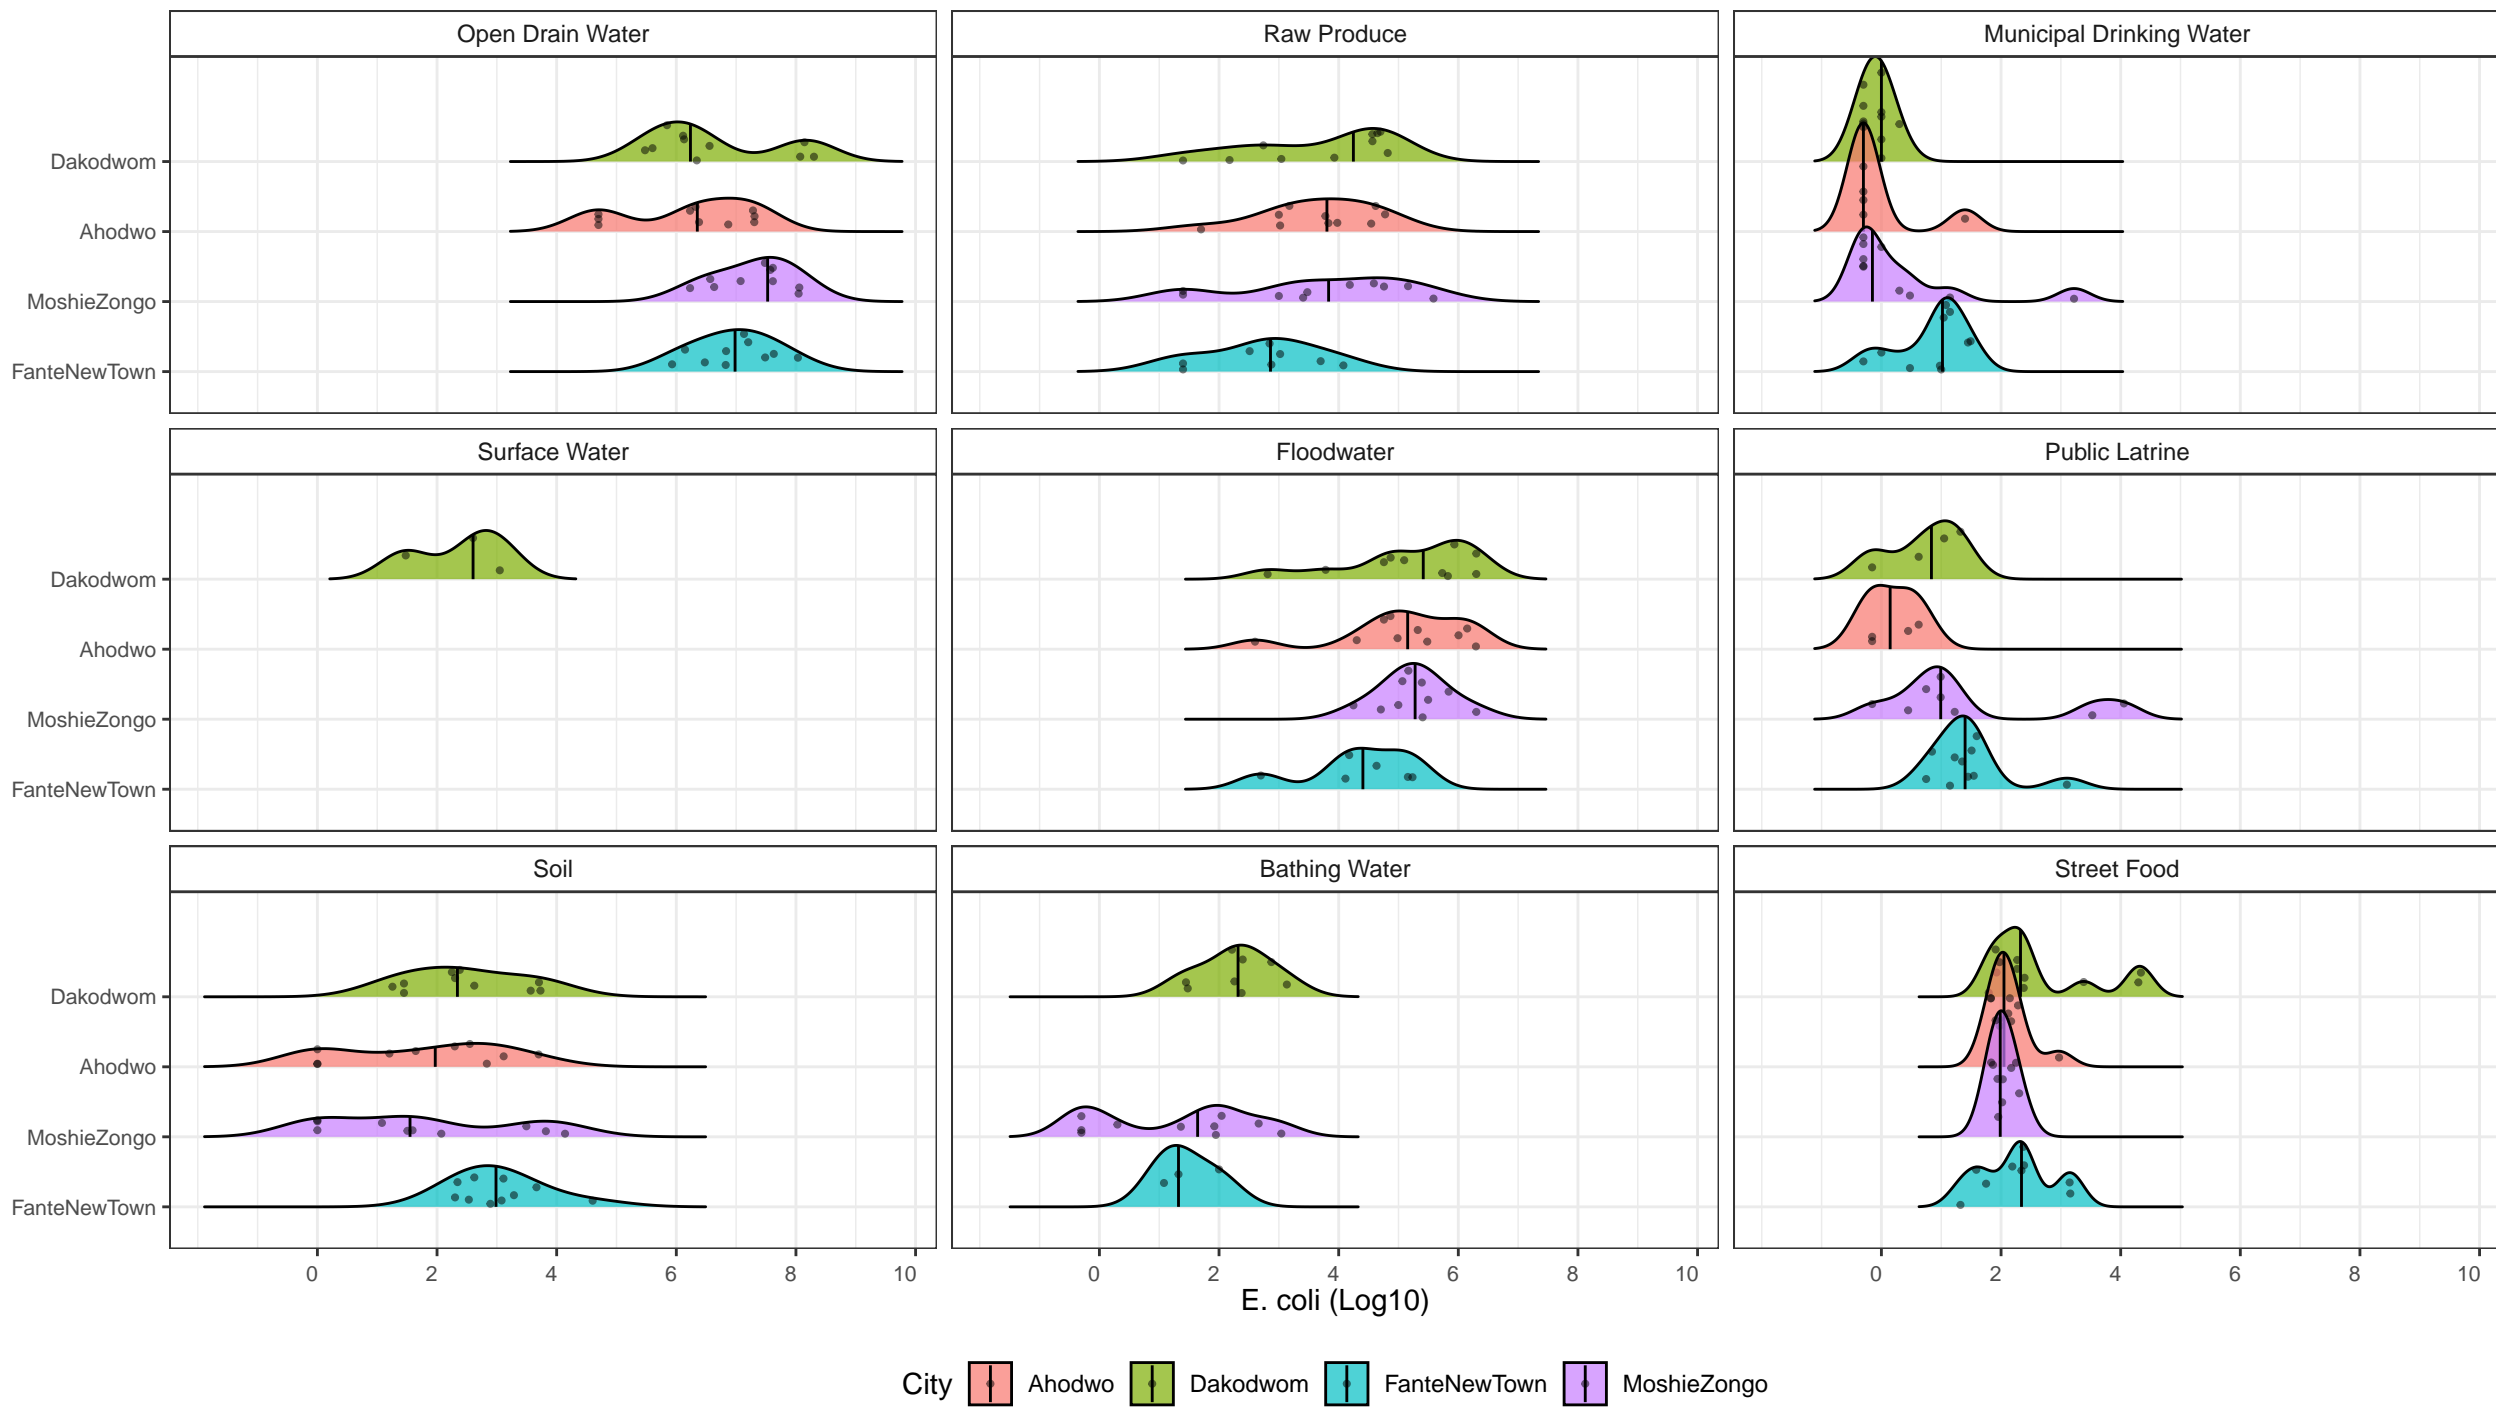 Open Drain Water
Raw Produce
Municipal Drinking Water
Dakodwom
Ahodwo
MoshieZongo
FanteNewTown
Surface Water
Floodwater
Public Latrine
Dakodwom
Ahodwo
MoshieZongo
FanteNewTown
Soil
Bathing Water
Street Food
Dakodwom
Ahodwo
MoshieZongo
FanteNewTown
0 2 4 6 8 10
0 2 4 6 8 10
0 2 4 6 8 10
E. coli (Log10)
City Ahodwo Dakodwom FanteNewTown MoshieZongo